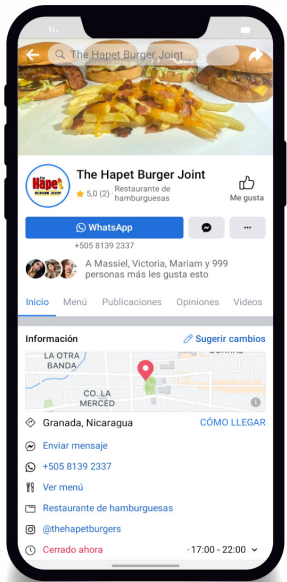 The Hapet Burger Joint
The Hapet Burger Joint
5,0 (2) · Restaurante de
hamburguesas
Me gusta
WhatsApp
+505 8139 2337
A Massiel, Victoria, Mariam y 999
personas más les gusta esto
Inicio Menú Publicaciones Opiniones Videos
Información
Sugerir cambios
LA OTRA
BANDA
CO. LA
MERCED
Granada, Nicaragua
CÓMO LLEGAR
Enviar mensaje
+505 8139 2337
Ver menú
Restaurante de hamburguesas
@thehapetburgers
Cerrado ahora · 17:00 - 22:00